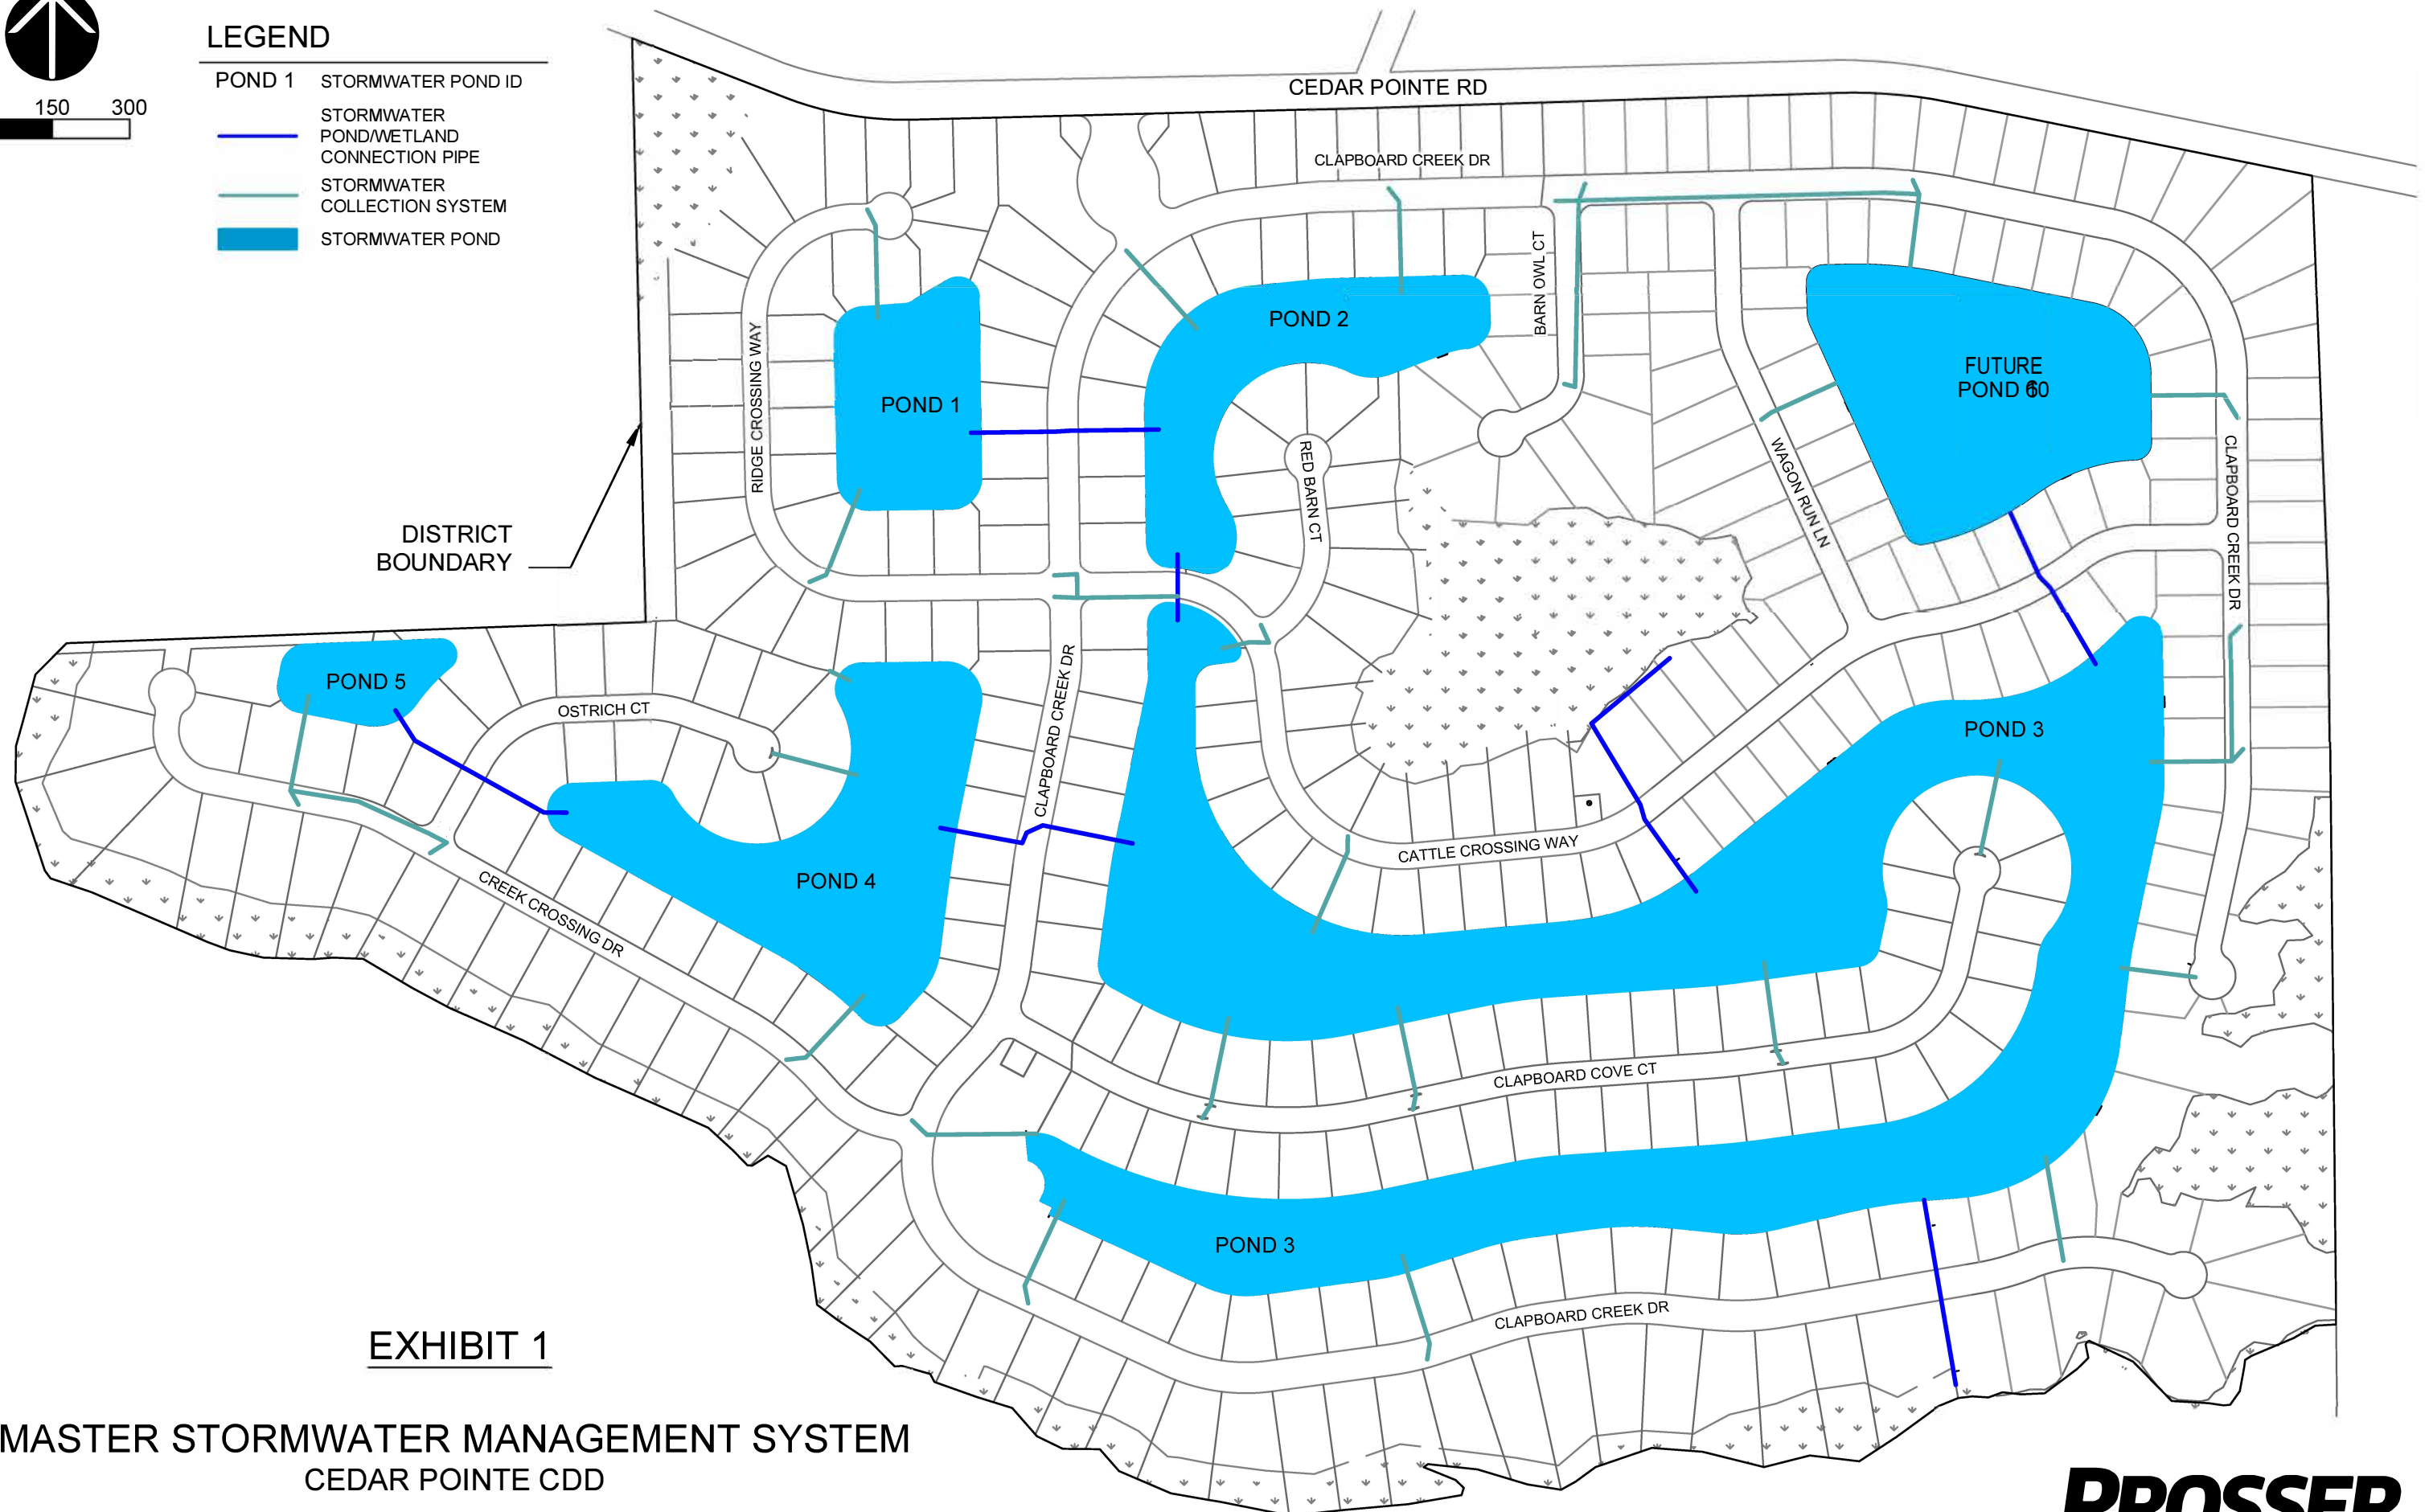 LEGEND
POND 1 STORMWATER POND ID
STORMWATER
POND/WETLAND
CONNECTION PIPE
STORMWATER
COLLECTION SYSTEM
STORMWATER POND
150 300
CEDAR POINTE RD
CLAPBOARD CREEK DR
BARN OWL CT
POND 2
RIDGE CROSSING WAY
POND 1
FUTURE
POND
RED BARN CT
WAGON RUN LN
CLAPBOARD CREEK DR
DISTRICT
BOUNDARY
POND 5
OSTRICH CT
CLAPBOARD CREEK DR
POND 3
CATTLE CROSSING WAY
POND 4
CREEK CROSSING DR
CLAPBOARD COVE CT
POND 3
CLAPBOARD CREEK DR
EXHIBIT 1
MASTER STORMWATER MANAGEMENT SYSTEM
CEDAR POINTE CDD
PROSSER